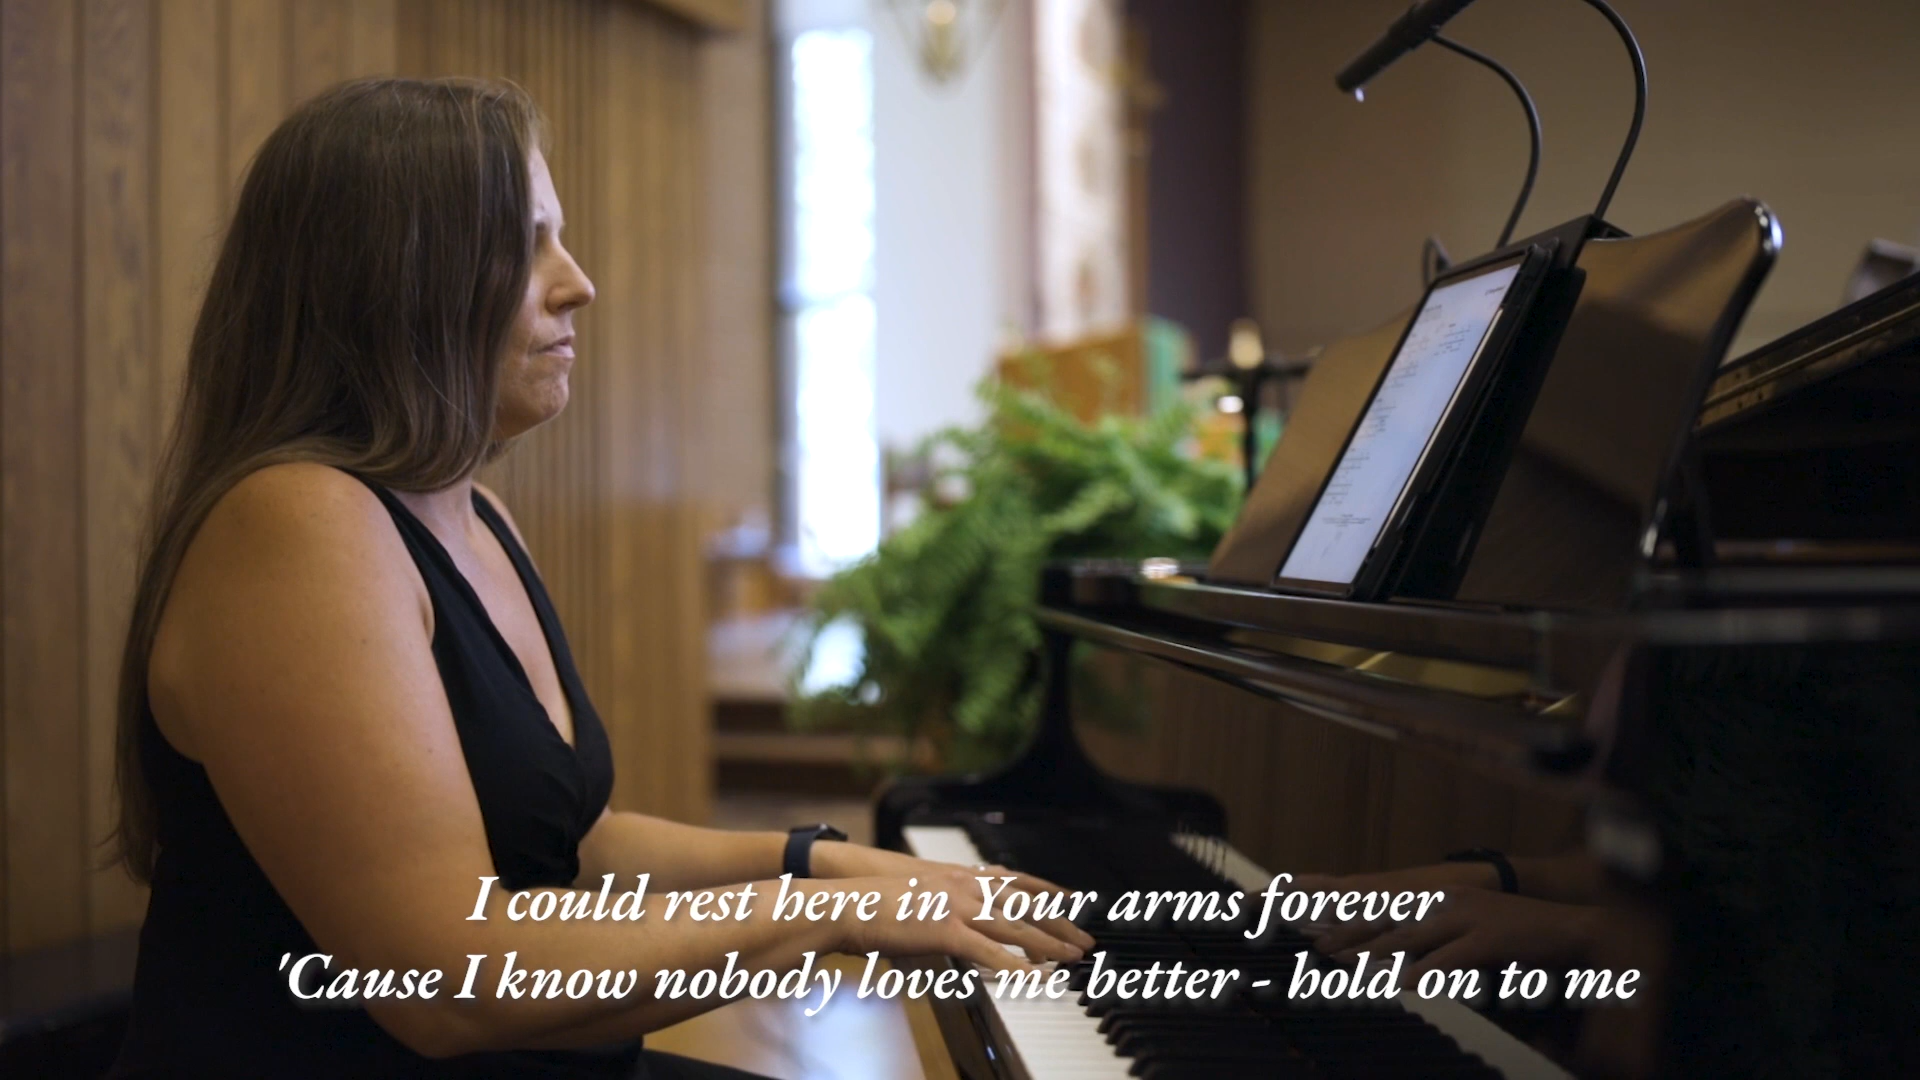 I could rest here in Your arms forever
'Cause I know nobody loves me better - hold on to me